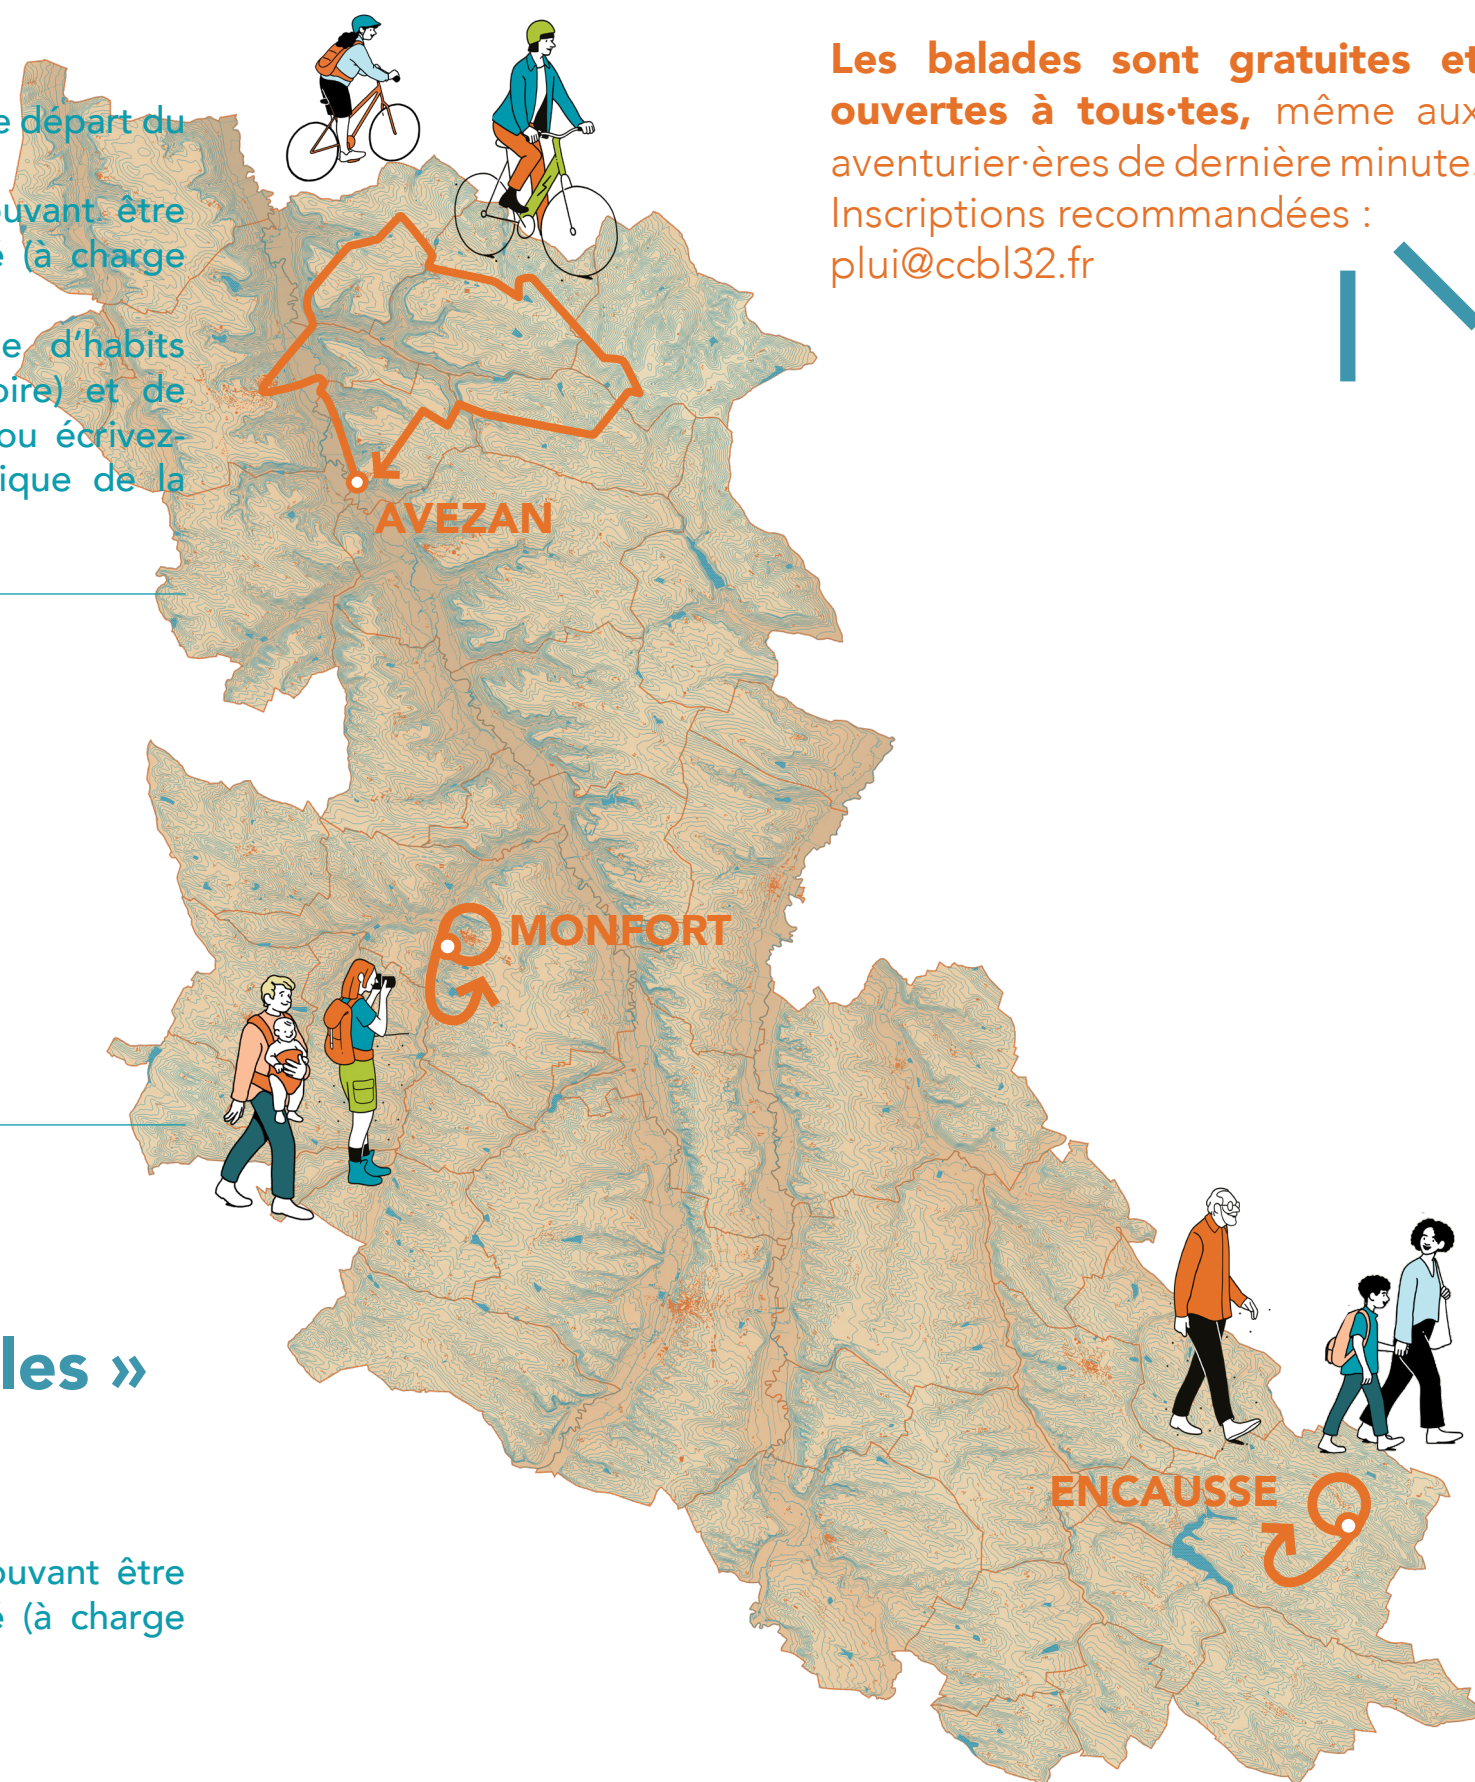 e départ du
ouvant être
é (à charge
e d'habits
oire) et de
ou écrivez-
ique de la
les »
ouvant être
é (à charge
Les balades sont gratuites et
ouvertes à tous·tes, même aux
aventurier·ères de dernière minute.
Inscriptions recommandées :
plui@ccbl32.fr
AVEZAN
MONFORT
ENCAUSSE